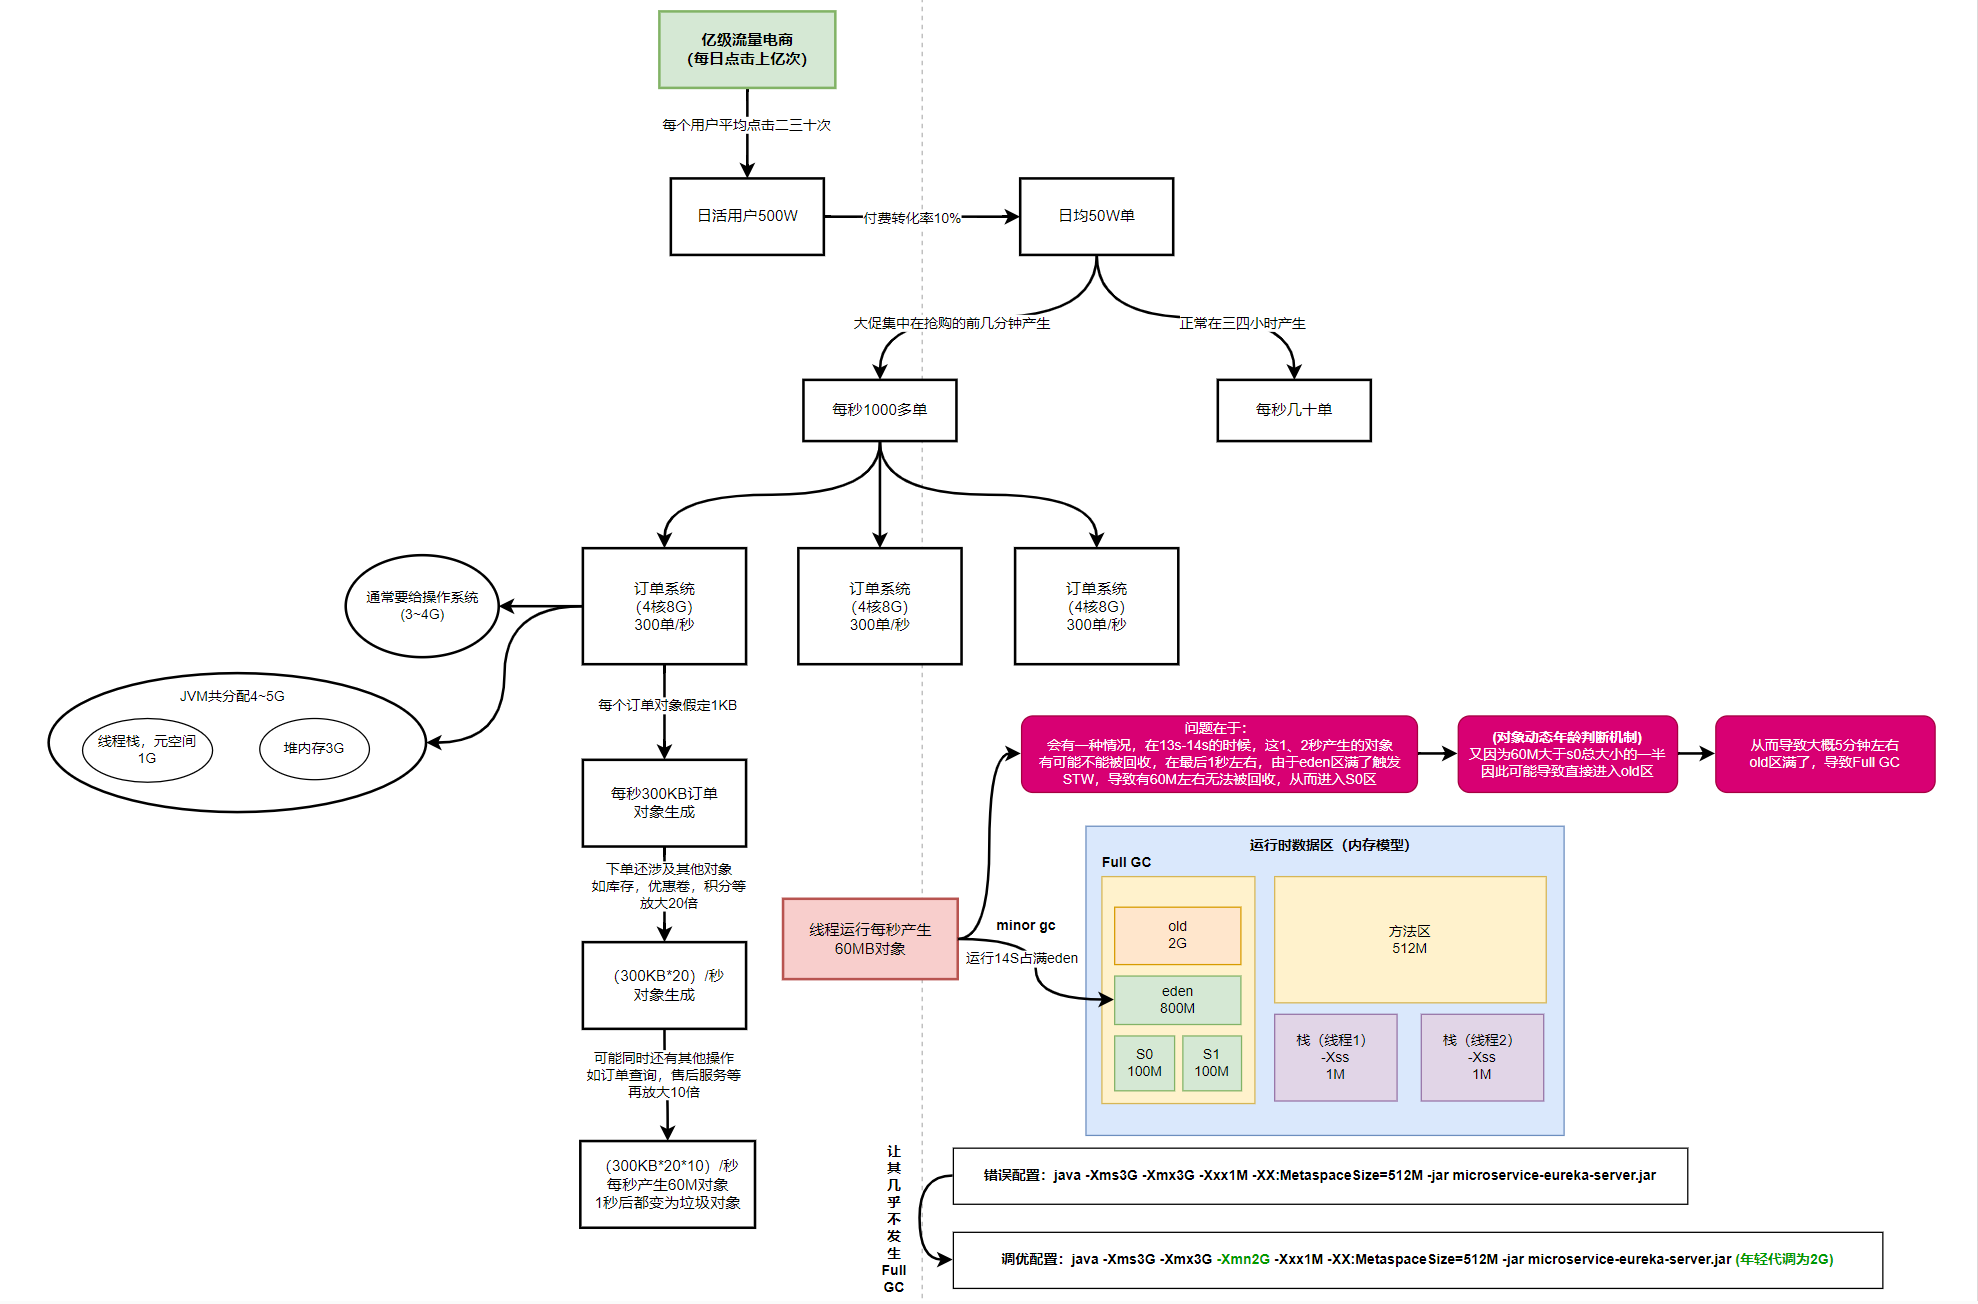 亿级流量电商
(每日点击上亿次)
每个用户平均点击二三十次
日活用户500W
付费转化率10%
日均50W单
大促集中在抢购的前几分钟产生
正常在三四小时产生
每秒1000多单
每秒几十单
订单系统
（4核8G）
300单/秒
订单系统
（4核8G）
300单/秒
订单系统
（4核8G）
300单/秒
通常要给操作系统
(3~4G)
JVM共分配4~5G
线程栈，元空间
1G
堆内存3G
每个订单对象假定1KB
每秒300KB订单
对象生成
下单还涉及其他对象
如库存，优惠卷，积分等
放大20倍
（300KB*20）/秒
对象生成
可能同时还有其他操作
如订单查询，售后服务等
再放大10倍
（300KB*20*10）/秒
每秒产生60M对象
1秒后都变为垃圾对象
线程运行每秒产生
60MB对象
minor gc
运行14S占满eden
问题在于：
会有一种情况，在13s-14s的时候，这1、2秒产生的对象
有可能不能被回收，在最后1秒左右，由于eden区满了触发
STW，导致有60M左右无法被回收，从而进入S0区
(对象动态年龄判断机制)
又因为60M大于s0总大小的一半
因此可能导致直接进入old区
从而导致大概5分钟左右
old区满了，导致Full GC
运行时数据区（内存模型）
Full GC
old
2G
eden
800M
S0
100M
S1
100M
方法区
512M
栈（线程1）
-Xss
1M
栈（线程2）
-Xss
1M
让
其
几
乎
不
发
生
Full
GC
错误配置：java -Xms3G -Xmx3G -Xxx1M -XX:MetaspaceSize=512M -jar microservice-eureka-server.jar
调优配置：java -Xms3G -Xmx3G -Xmn2G -Xxx1M -XX:MetaspaceSize=512M -jar microservice-eureka-server.jar (年轻代调为2G)